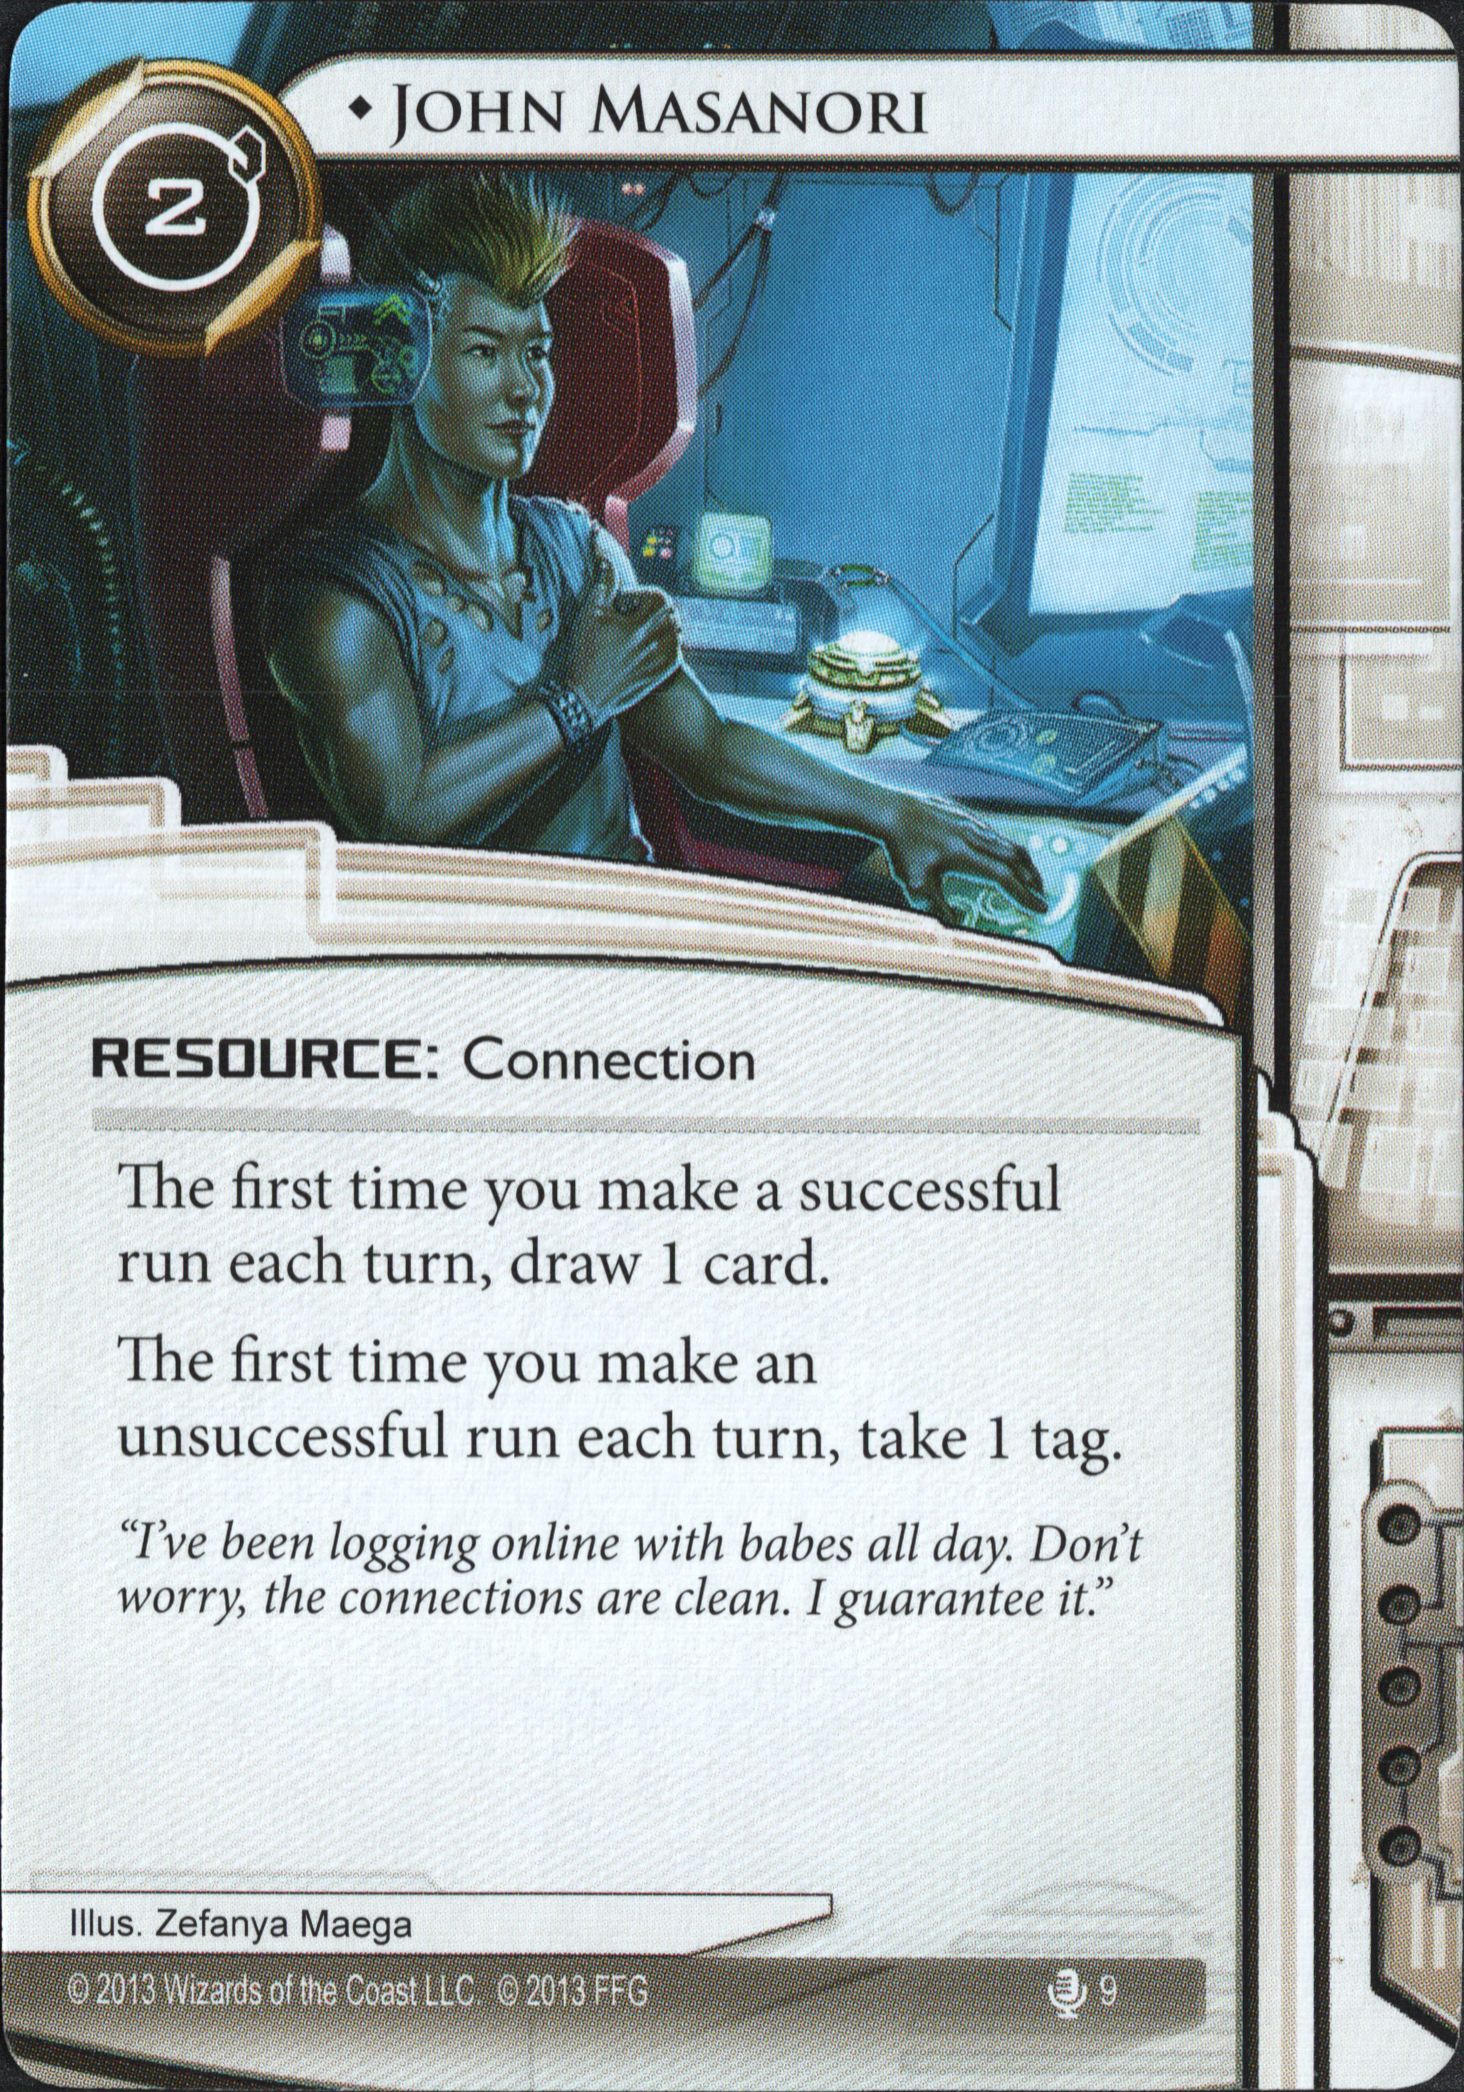 2
◆ John Masanori
RESOURCE: Connection
The first time you make a successful
run each turn, draw 1 card.
The first time you make an
unsuccessful run each turn, take 1 tag.
“I’ve been logging online with babes all day. Don’t
worry, the connections are clean. I guarantee it.”
Illus. Zefanya Maega
© 2013 Wizards of the Coast LLC. © 2013 FFG
9